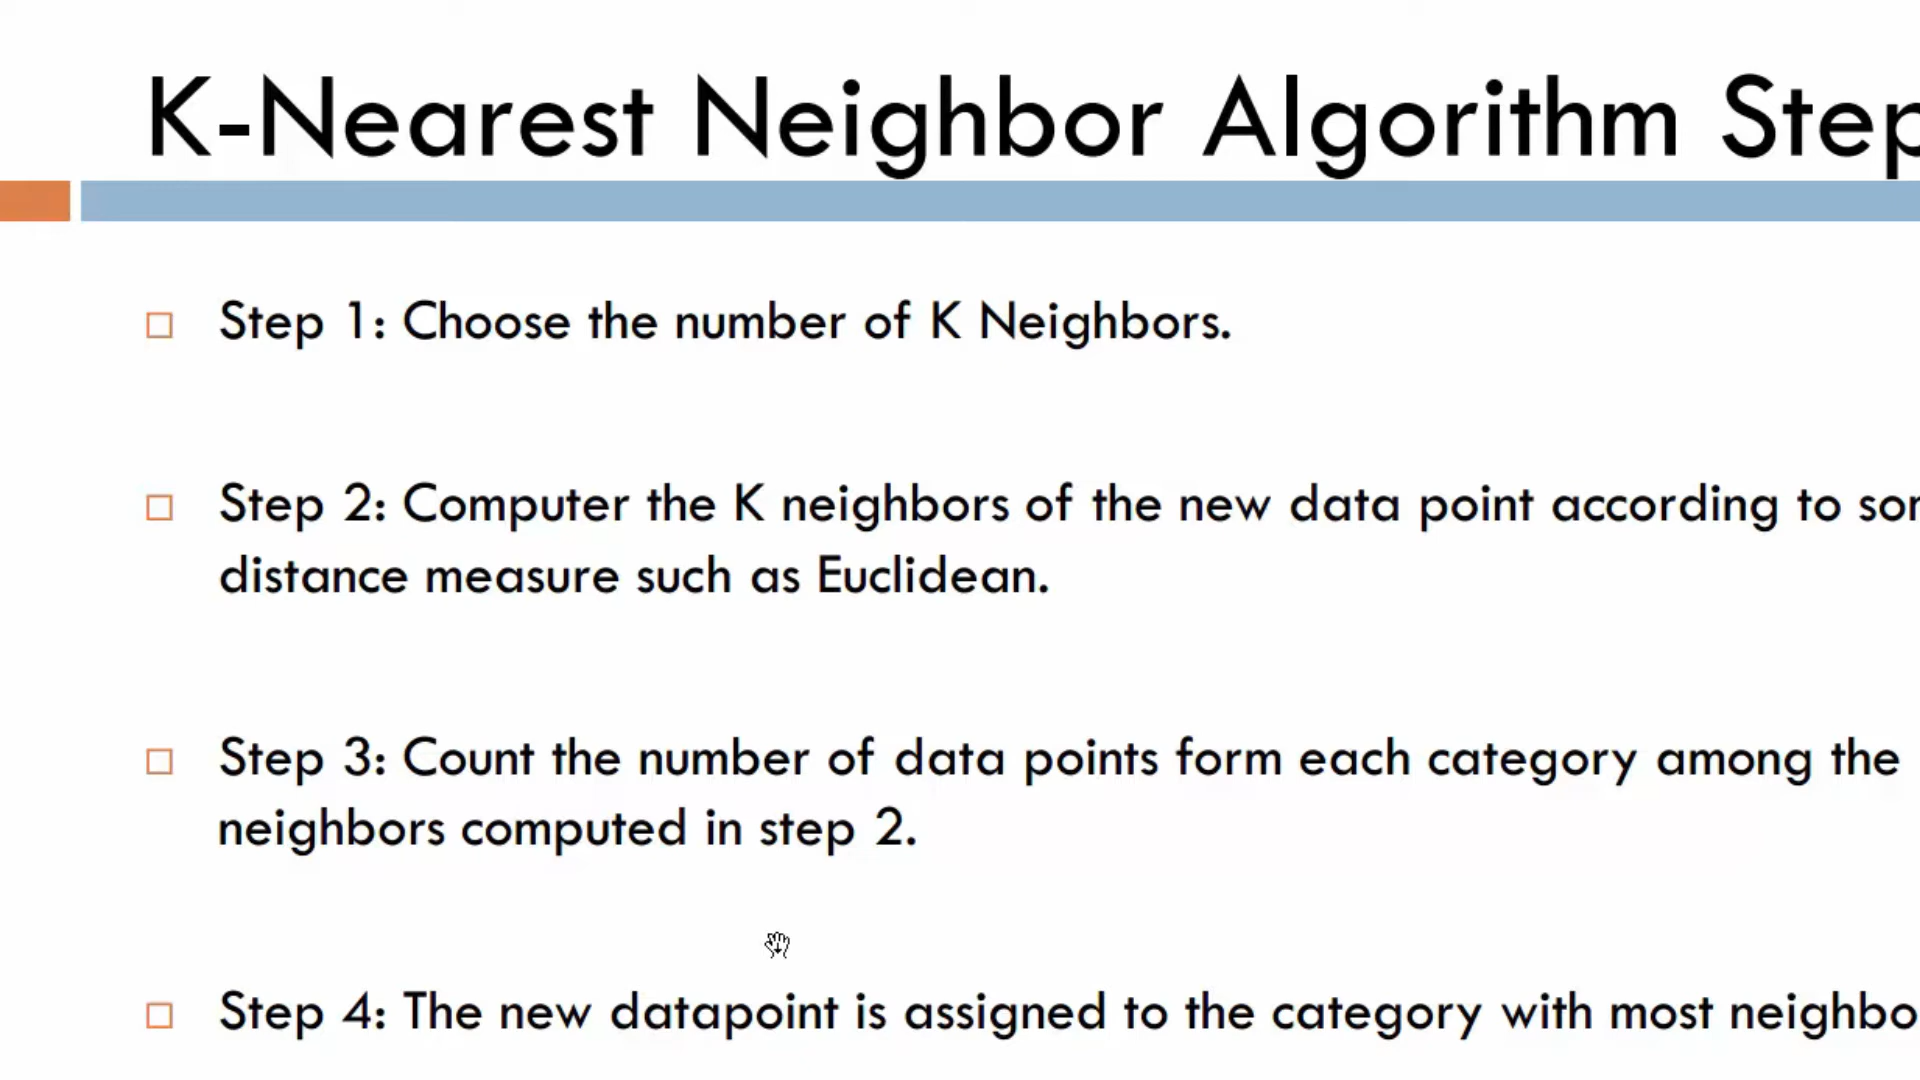 K-Nearest Neighbor Algorithm Step
Step 1: Choose the number of K Neighbors.
Step 2: Computer the K neighbors of the new data point according to
distance measure such as Euclidean.
Step 3: Count the number of data points form each category among the
neighbors computed in step 2.
Step 4: The new datapoint is assigned to the category with most